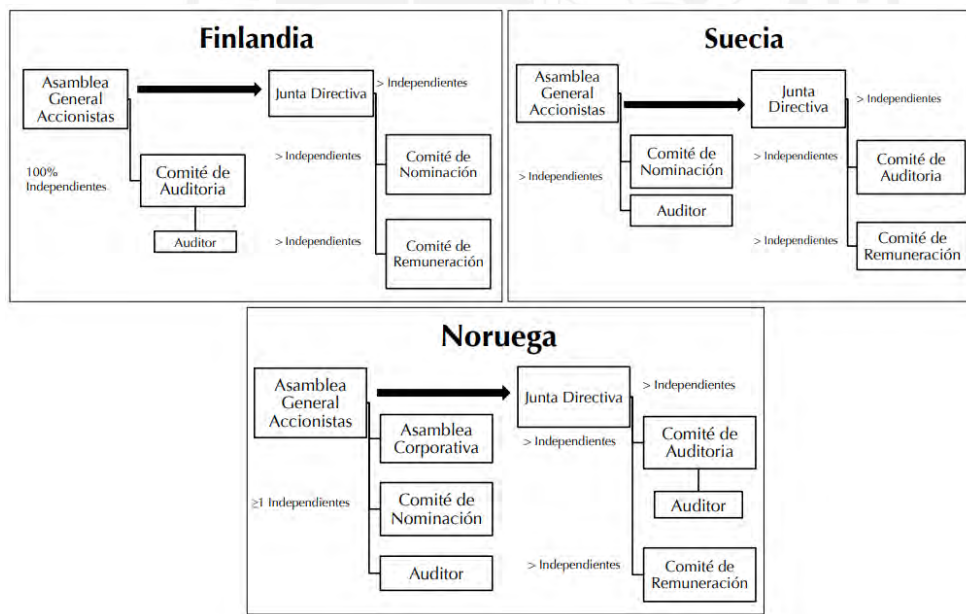 Finlandia
Asamblea
General
Accionistas
Junta Directiva
> Independientes
100%
Independientes
Comité de
Auditoria
Auditor
> Independientes
Comité de
Nominación
> Independientes
Comité de
Remuneración
Suecia
Asamblea
General
Accionistas
Junta
Directiva
> Independientes
> Independientes
Comité de
Nominación
Auditor
> Independientes
Comité de
Auditoria
> Independientes
Comité de
Remuneración
Noruega
Asamblea
General
Accionistas
Junta Directiva
> Independientes
Asamblea
Corporativa
≥1 Independientes
Comité de
Nominación
Auditor
> Independientes
Comité de
Auditoria
Auditor
> Independientes
Comité de
Remuneración